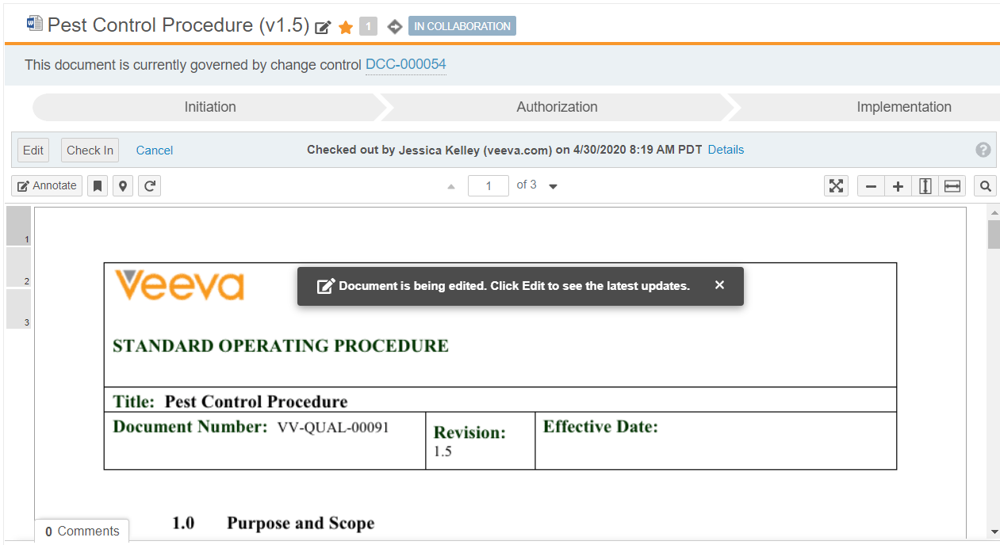 Pest Control Procedure (v1.5) 1 IN COLLABORATION
This document is currently governed by change control DCC-000054
Initiation Authorization Implementation
Edit Check In Cancel Checked out by Jessica Kelley (veeva.com) on 4/30/2020 8:19 AM PDT Details ?
Annotate 1 of 3
1
2
3
Veeva
Document is being edited. Click Edit to see the latest updates. ×
STANDARD OPERATING PROCEDURE
Title: Pest Control Procedure
Document Number: VV-QUAL-00091
Revision:
1.5
Effective Date:
1.0 Purpose and Scope
0 Comments